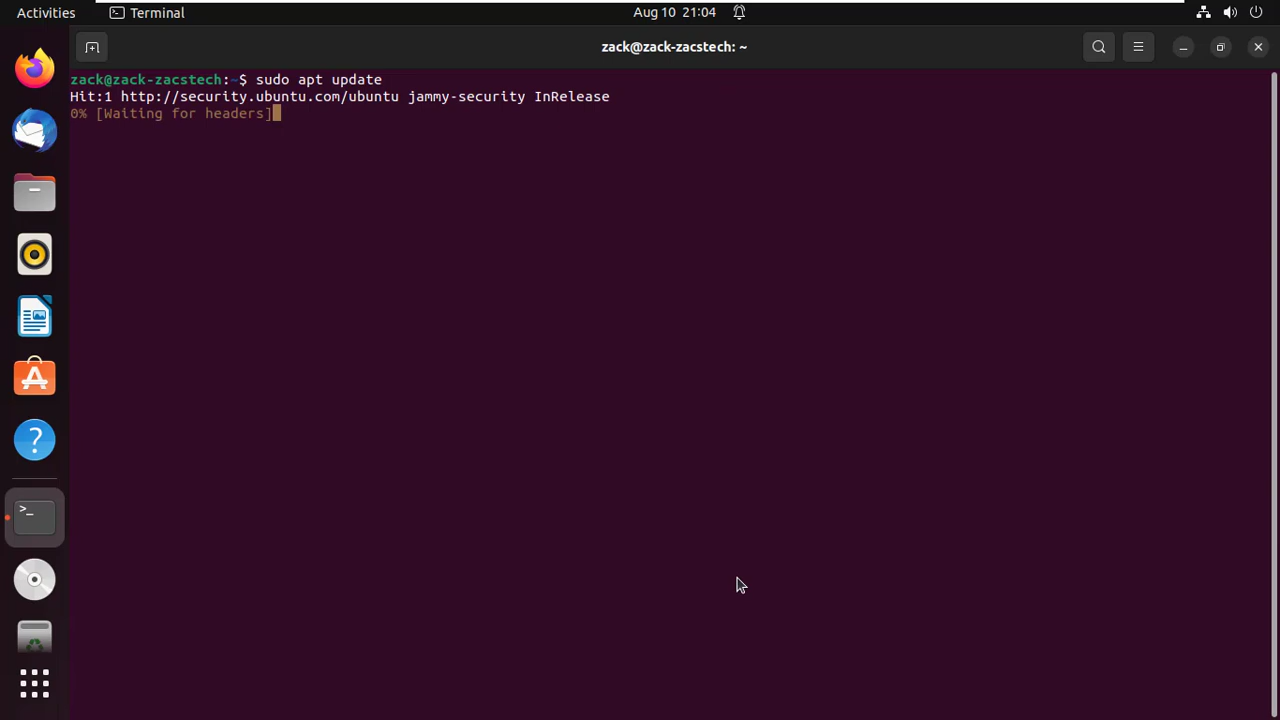 Activities Terminal Aug 10 21:04
zack@zack-zacstech: ~
zack@zack-zacstech:~$ sudo apt update
Hit:1 http://security.ubuntu.com/ubuntu jammy-security InRelease
0% [Waiting for headers]